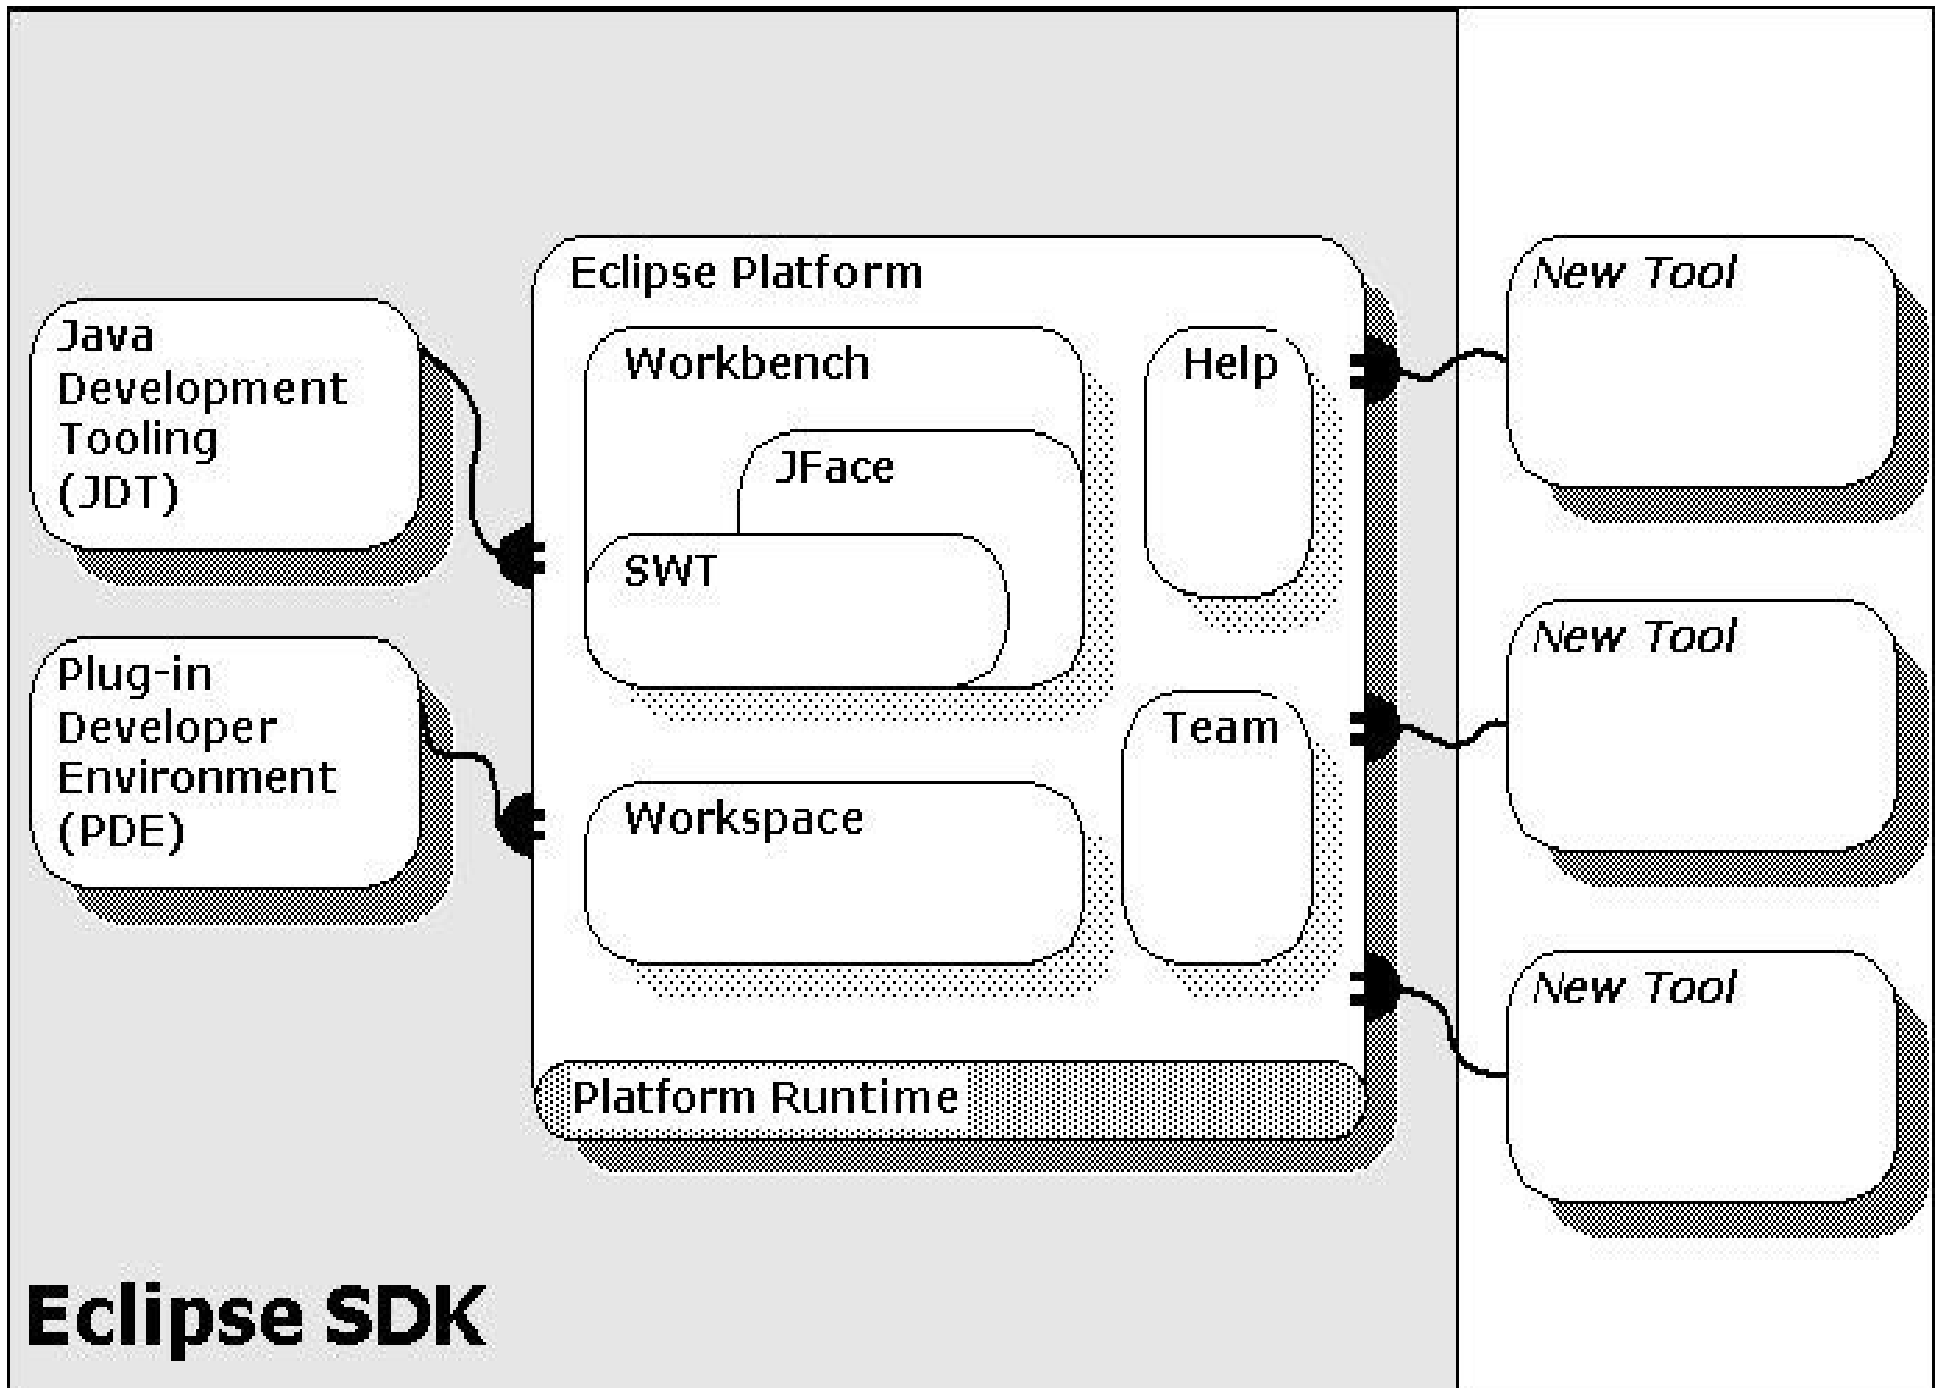 Java
Development
Tooling
(JDT)
Plug-in
Developer
Environment
(PDE)
Eclipse Platform
Workbench
JFace
SWT
Workspace
Help
Team
Platform Runtime
New Tool
New Tool
New Tool
Eclipse SDK